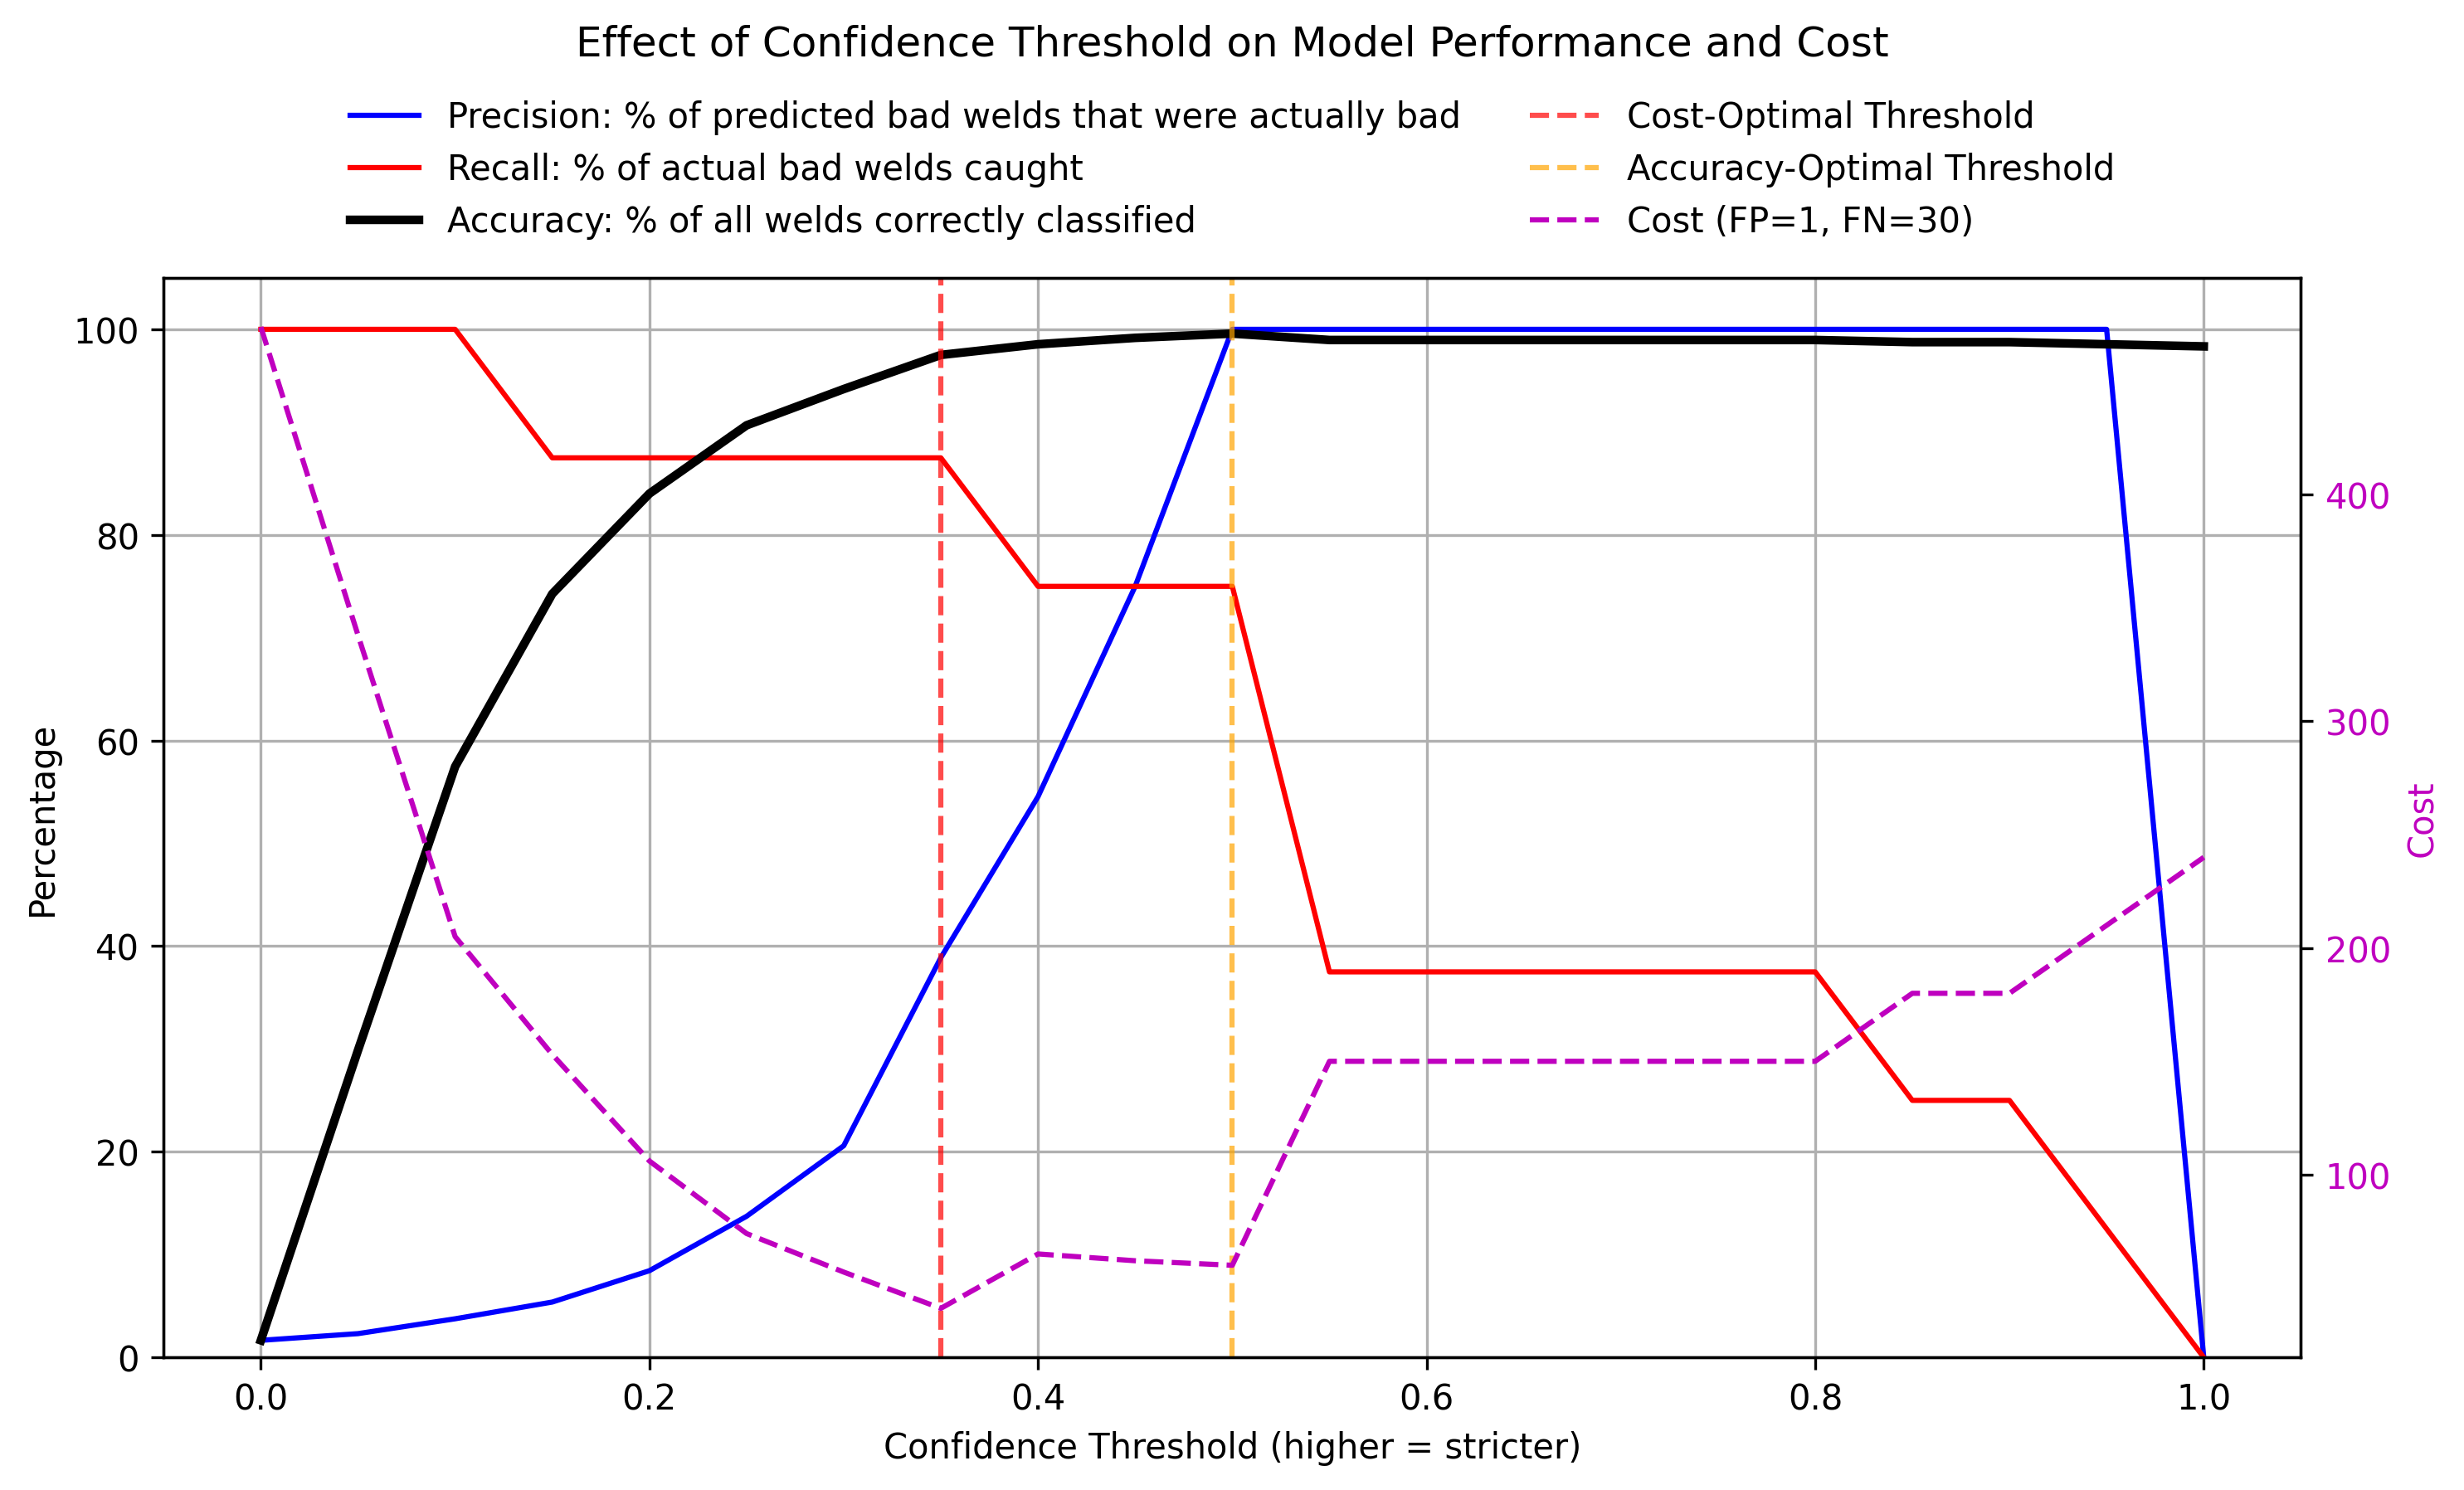 Effect of Confidence Threshold on Model Performance and Cost
Precision: % of predicted bad welds that were actually bad
Recall: % of actual bad welds caught
Accuracy: % of all welds correctly classified
Cost-Optimal Threshold
Accuracy-Optimal Threshold
Cost (FP=1, FN=30)
Percentage
100
80
60
40
20
0
400
300
200
100
Cost
0.0
0.2
0.4
0.6
0.8
1.0
Confidence Threshold (higher = stricter)